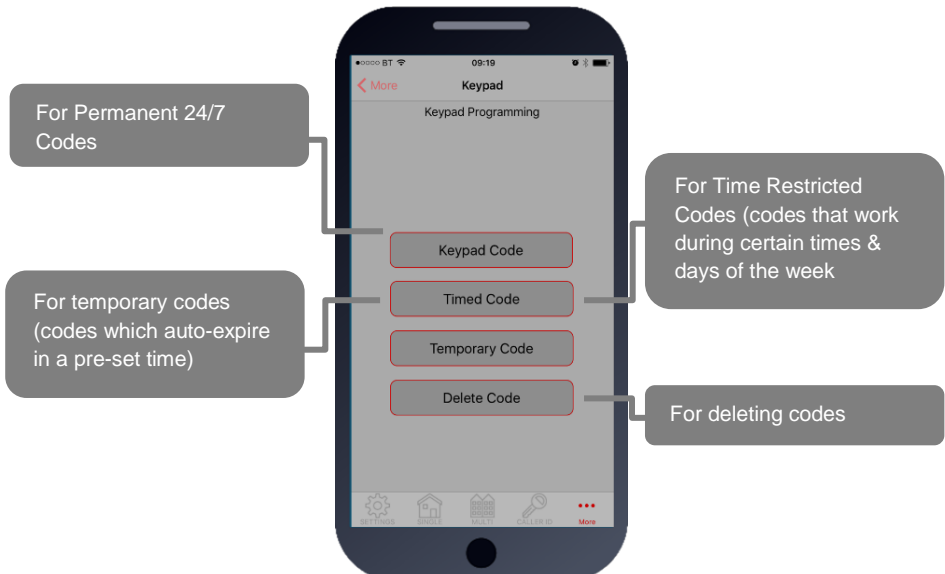 BT 09:19
More Keypad
Keypad Programming
For Permanent 24/7
Codes
For Time Restricted
Codes (codes that work
during certain times &
days of the week
Keypad Code
For temporary codes
(codes which auto-expire
in a pre-set time)
Timed Code
Temporary Code
Delete Code
For deleting codes
SETTINGS SINGLE MULTI CALLER ID More